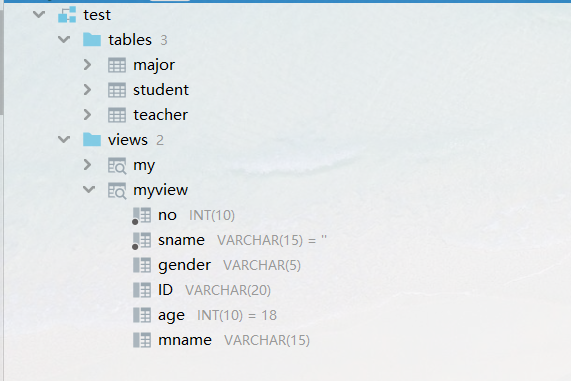 test
tables 3
major
student
teacher
views 2
my
myview
no INT(10)
sname VARCHAR(15) = ''
gender VARCHAR(5)
ID VARCHAR(20)
age INT(10) = 18
mname VARCHAR(15)